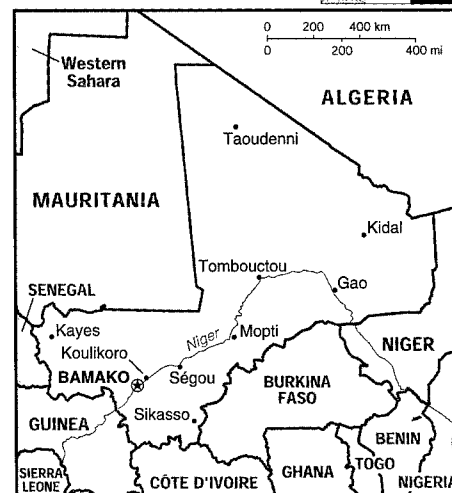 0 200 400 km
0 200 400 mi
Western
Sahara
ALGERIA
Taoudenni
MAURITANIA
Kidal
Tombouctou
Gao
SENEGAL
Kayes
Niger
Mopti
NIGER
Koulikoro
BAMAKO
Ségou
BURKINA
FASO
GUINEA
Sikasso
BENIN
SIERRA
LEONE
CÔTE D'IVOIRE
GHANA
TOGO
NIGERIA